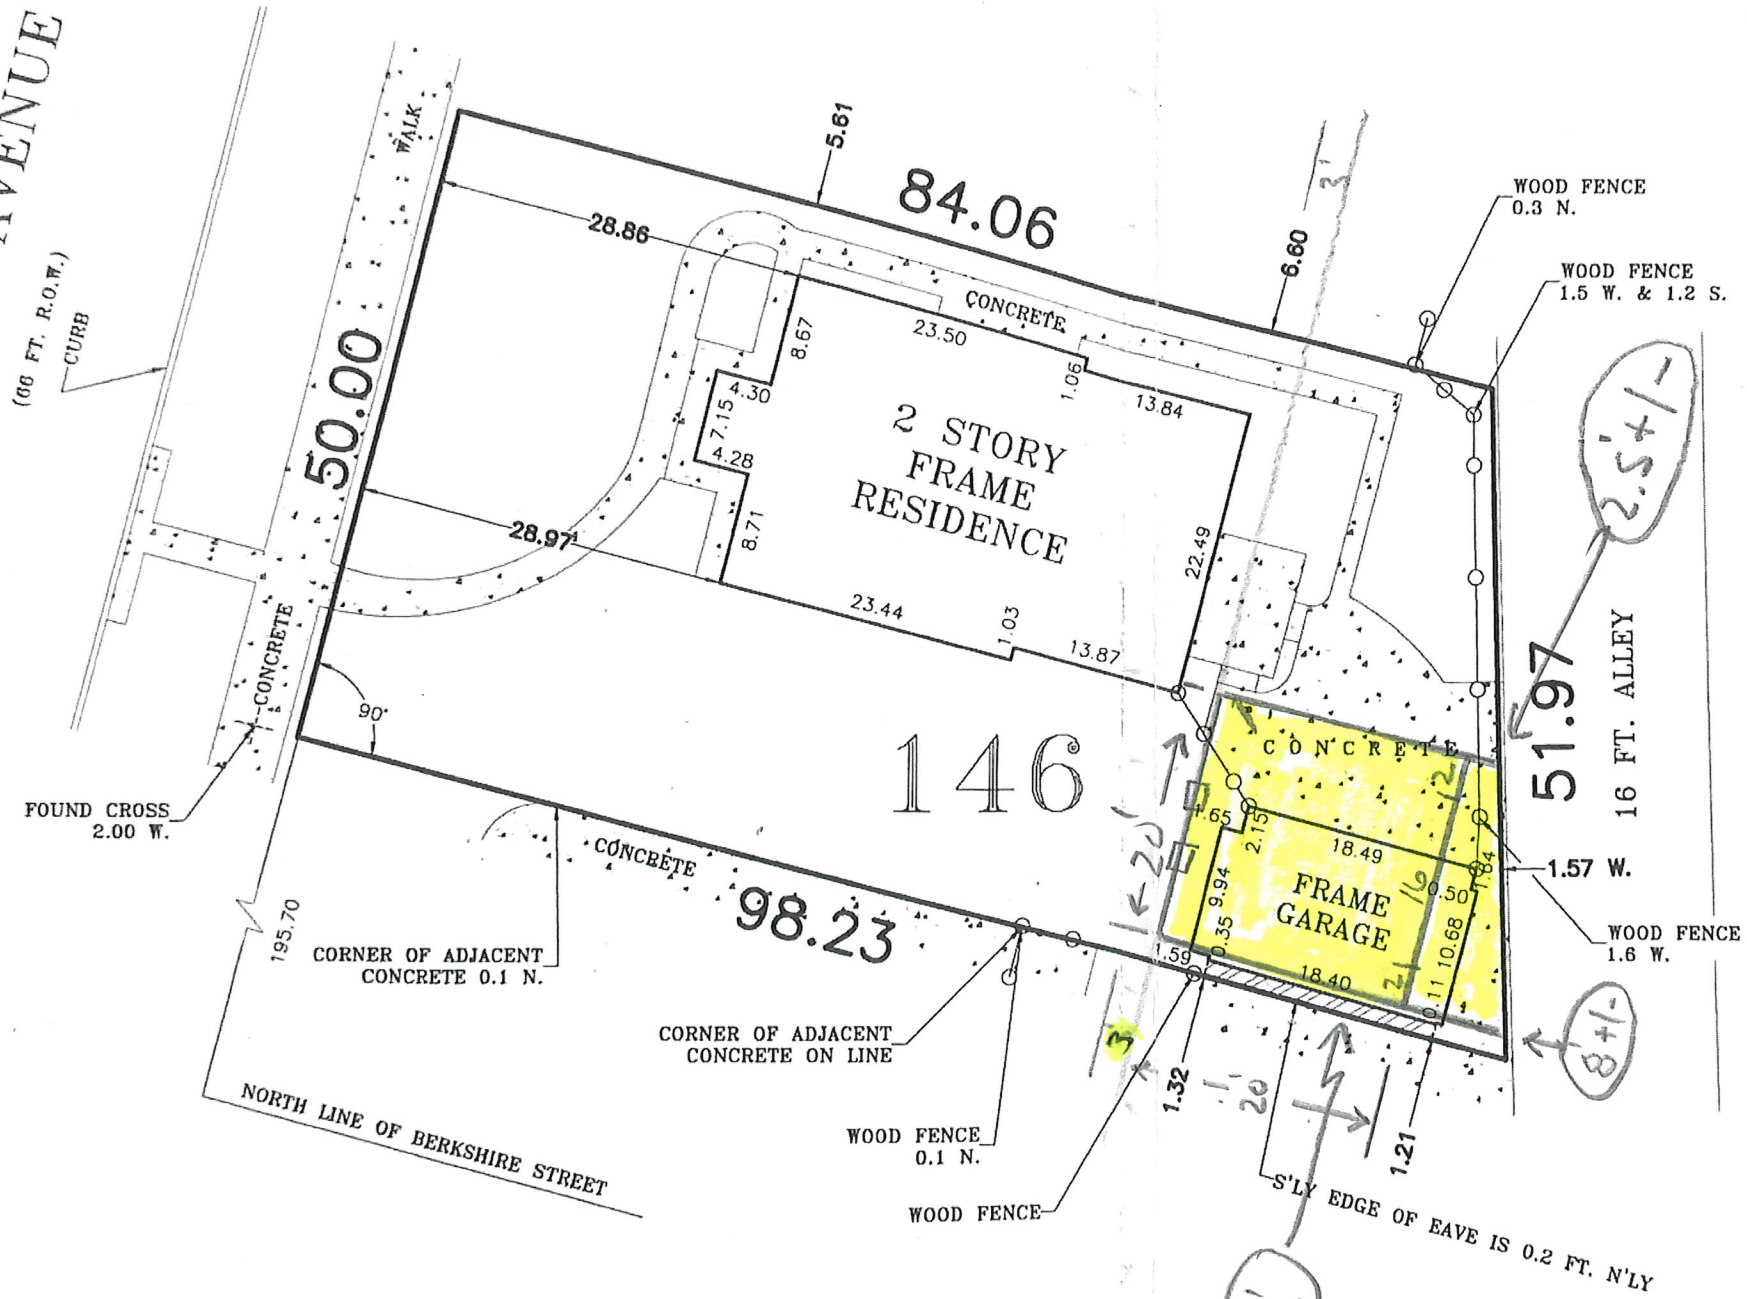 AVENUE
(66 FT. R.O.W.)
CURB
WALK
5.61
84.06
28.86
6.60
3'
WOOD FENCE
0.3 N.
WOOD FENCE
1.5 W. & 1.2 S.
CONCRETE
23.50
8.67
1.06
13.84
4.30
7.15
4.28
50.00
2 STORY
FRAME
RESIDENCE
2.5'+/-
28.97'
8.71
22.49
23.44
1.03
13.87
51.97
16 FT. ALLEY
CONCRETE
90°
146
CONCRETE
12
FOUND CROSS
2.00 W.
CONCRETE
1.65
2.15
20'
18.49
1.84
1.57 W.
FRAME
GARAGE
9.94
16
0.50
10.68
98.23
195.70
CORNER OF ADJACENT
CONCRETE 0.1 N.
WOOD FENCE
1.6 W.
0.35
1.59
18.40
21
0.11
CORNER OF ADJACENT
CONCRETE ON LINE
3
1.32
20'
8+/-
1.21
NORTH LINE OF BERKSHIRE STREET
WOOD FENCE
0.1 N.
WOOD FENCE
S'LY EDGE OF EAVE IS 0.2 FT. N'LY